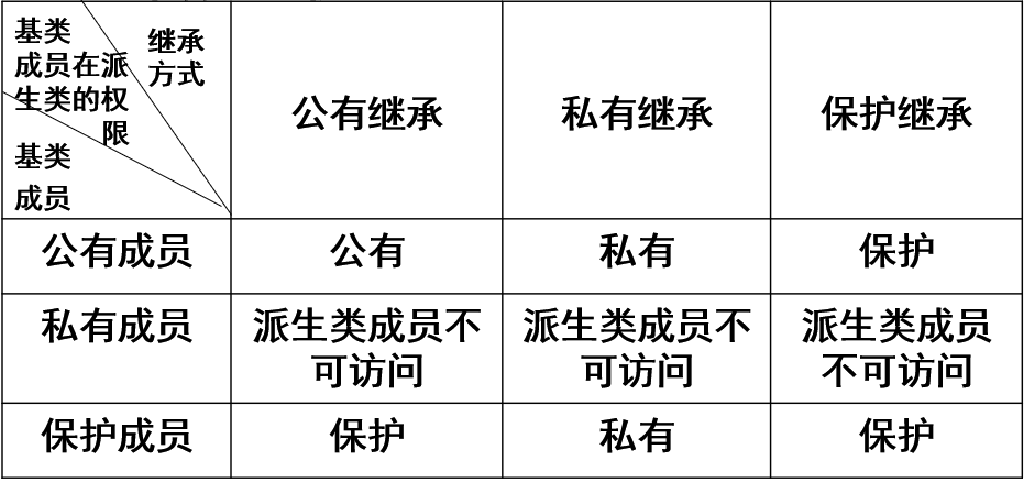 基类
成员在派
生类的权
限
继承
方式
基类
成员
公有继承
私有继承
保护继承
公有成员
公有
私有
保护
私有成员
派生类成员不
可访问
派生类成员不
可访问
派生类成员
不可访问
保护成员
保护
私有
保护